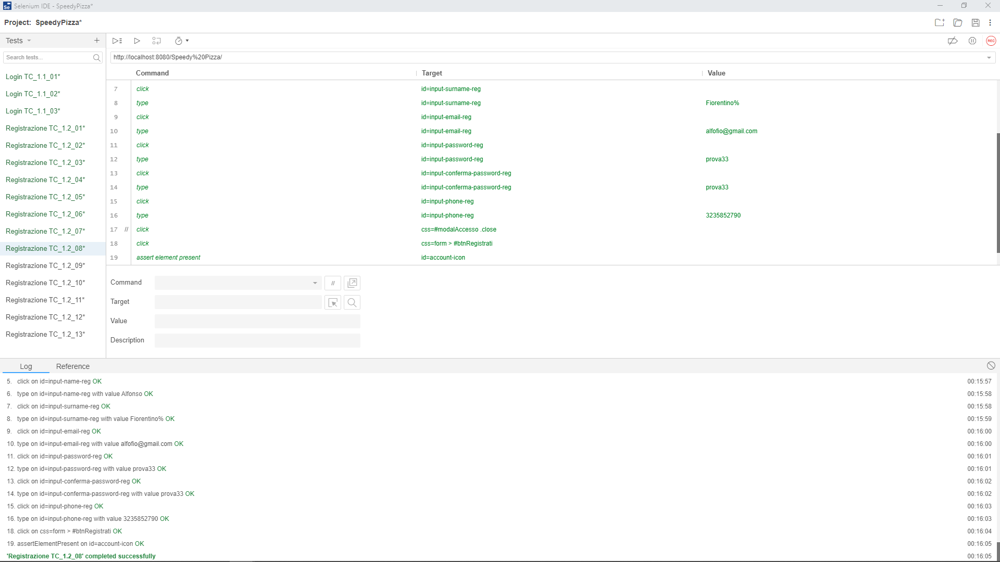 Selenium IDE - SpeedyPizza*
Project: SpeedyPizza*
Tests
REC
Search tests...
http://localhost:8080/Speedy%20Pizza/
Command Target Value
Login TC_1.1_01*
Login TC_1.1_02*
Login TC_1.1_03*
Registrazione TC_1.2_01*
Registrazione TC_1.2_02*
Registrazione TC_1.2_03*
Registrazione TC_1.2_04*
Registrazione TC_1.2_05*
Registrazione TC_1.2_06*
Registrazione TC_1.2_07*
Registrazione TC_1.2_08*
Registrazione TC_1.2_09*
Registrazione TC_1.2_10*
Registrazione TC_1.2_11*
Registrazione TC_1.2_12*
Registrazione TC_1.2_13*
7 click id=input-surname-reg
8 type id=input-surname-reg Fiorentino%
9 click id=input-email-reg
10 type id=input-email-reg alfofio@gmail.com
11 click id=input-password-reg
12 type id=input-password-reg prova33
13 click id=input-conferma-password-reg
14 type id=input-conferma-password-reg prova33
15 click id=input-phone-reg
16 type id=input-phone-reg 3235852790
17 // click css=#modalAccesso .close
18 click css=form > #btnRegistrati
19 assert element present id=account-icon
Command //
Target
Value
Description
Log Reference
5. click on id=input-name-reg OK 00:15:57
6. type on id=input-name-reg with value Alfonso OK 00:15:58
7. click on id=input-surname-reg OK 00:15:58
8. type on id=input-surname-reg with value Fiorentino% OK 00:15:59
9. click on id=input-email-reg OK 00:16:00
10. type on id=input-email-reg with value alfofio@gmail.com OK 00:16:00
11. click on id=input-password-reg OK 00:16:01
12. type on id=input-password-reg with value prova33 OK 00:16:01
13. click on id=input-conferma-password-reg OK 00:16:02
14. type on id=input-conferma-password-reg with value prova33 OK 00:16:02
15. click on id=input-phone-reg OK 00:16:03
16. type on id=input-phone-reg with value 3235852790 OK 00:16:03
18. click on css=form > #btnRegistrati OK 00:16:04
19. assertElementPresent on id=account-icon OK 00:16:05
'Registrazione TC_1.2_08' completed successfully 00:16:05